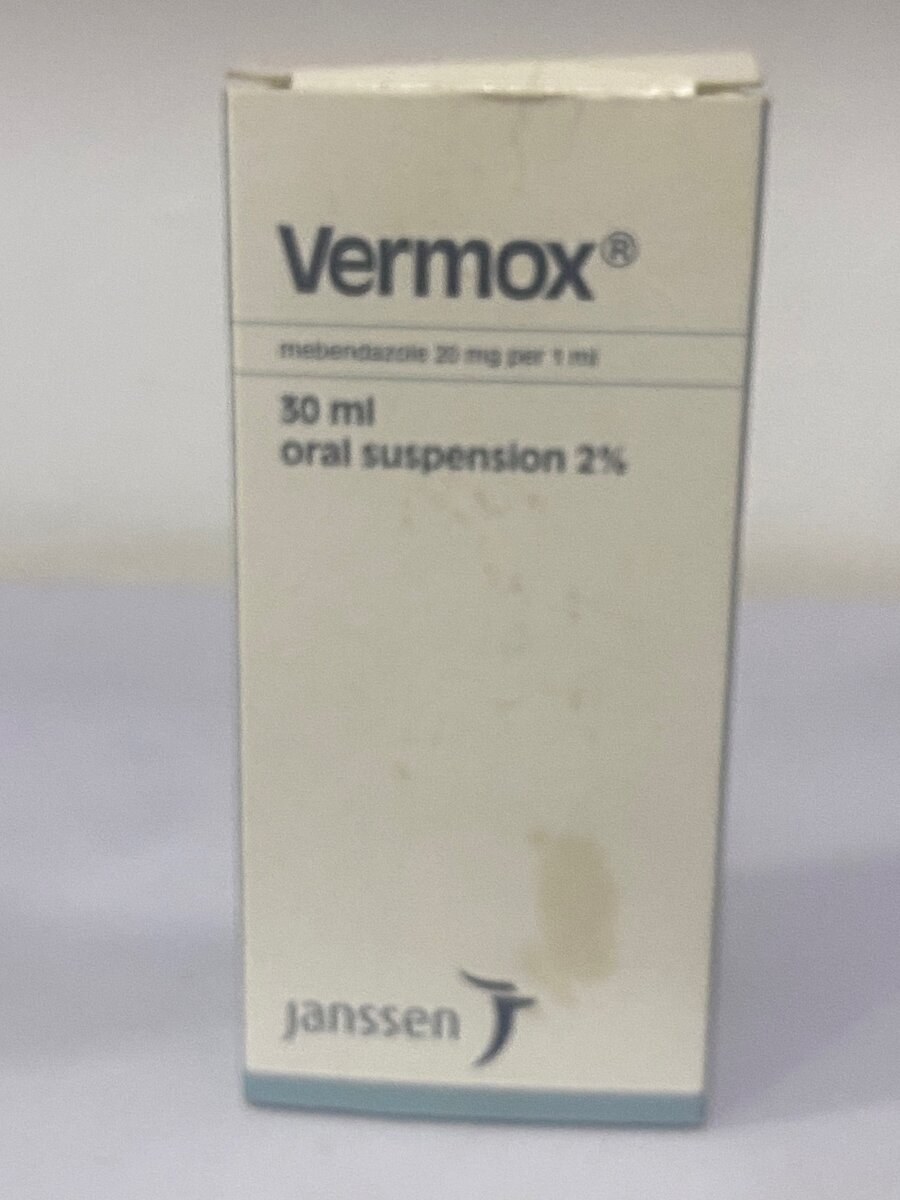 Vermox®
mebendazole 20 mg per 1 ml
30 ml
oral suspension 2%
Janssen